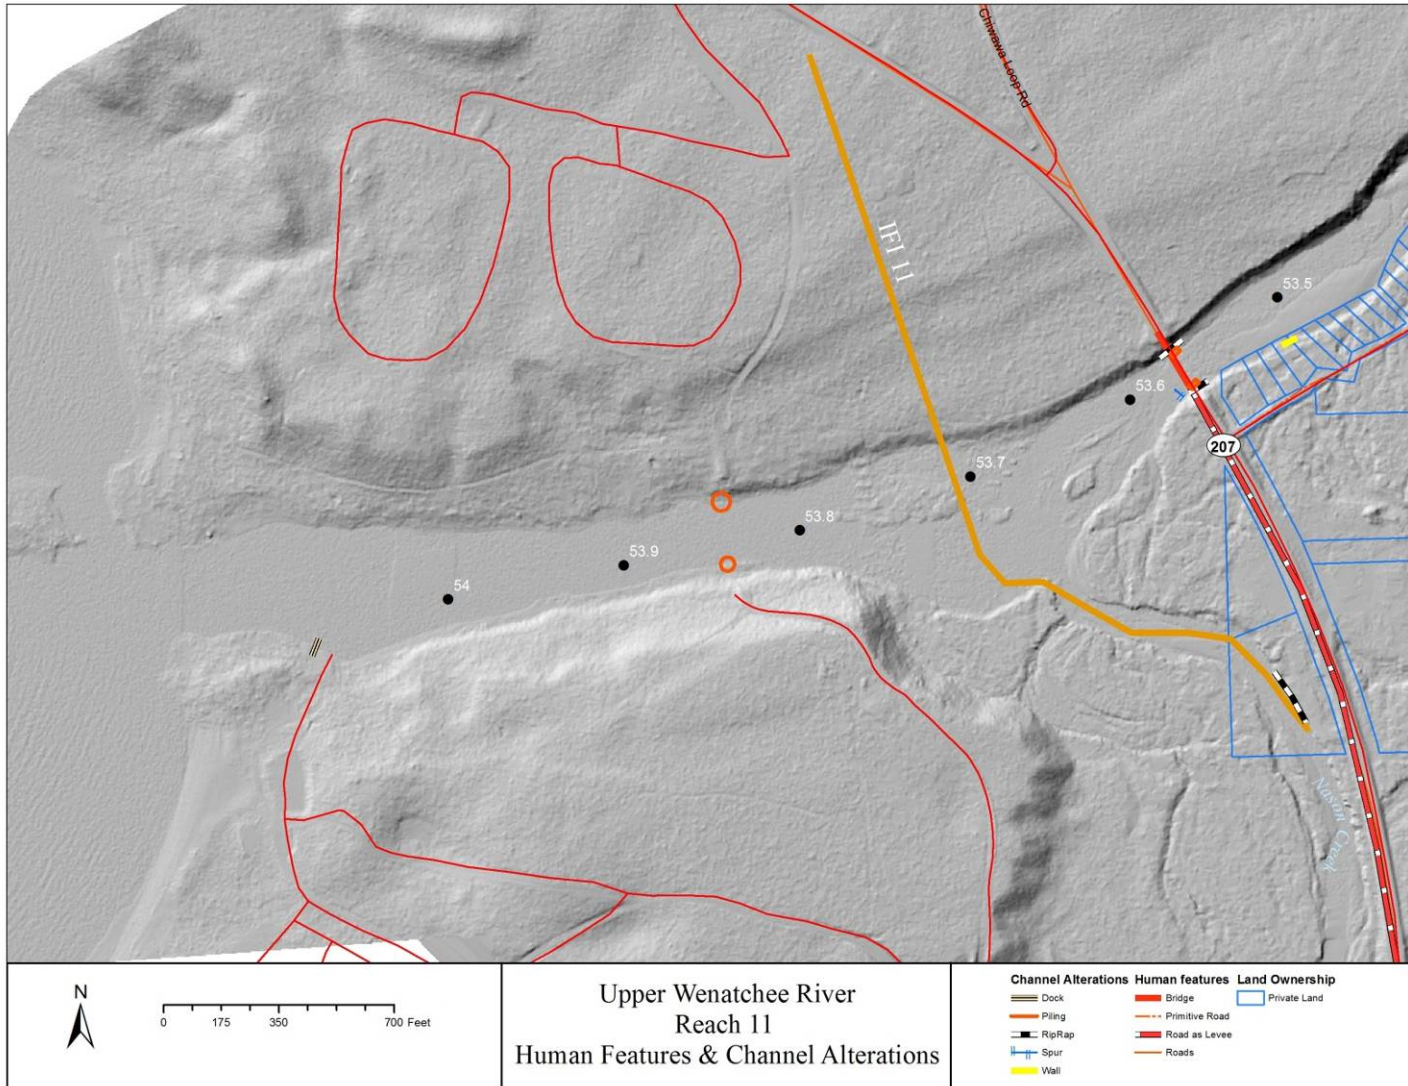 Chiwawa Loop Rd
IFI 11
53.5
53.6
207
53.7
53.8
53.9
54
Nason Creek
N
0 175 350 700 Feet
Upper Wenatchee River
Reach 11
Human Features & Channel Alterations
Channel Alterations Human features Land Ownership
Dock Bridge Private Land
Piling Primitive Road
RipRap Road as Levee
Spur Roads
Wall